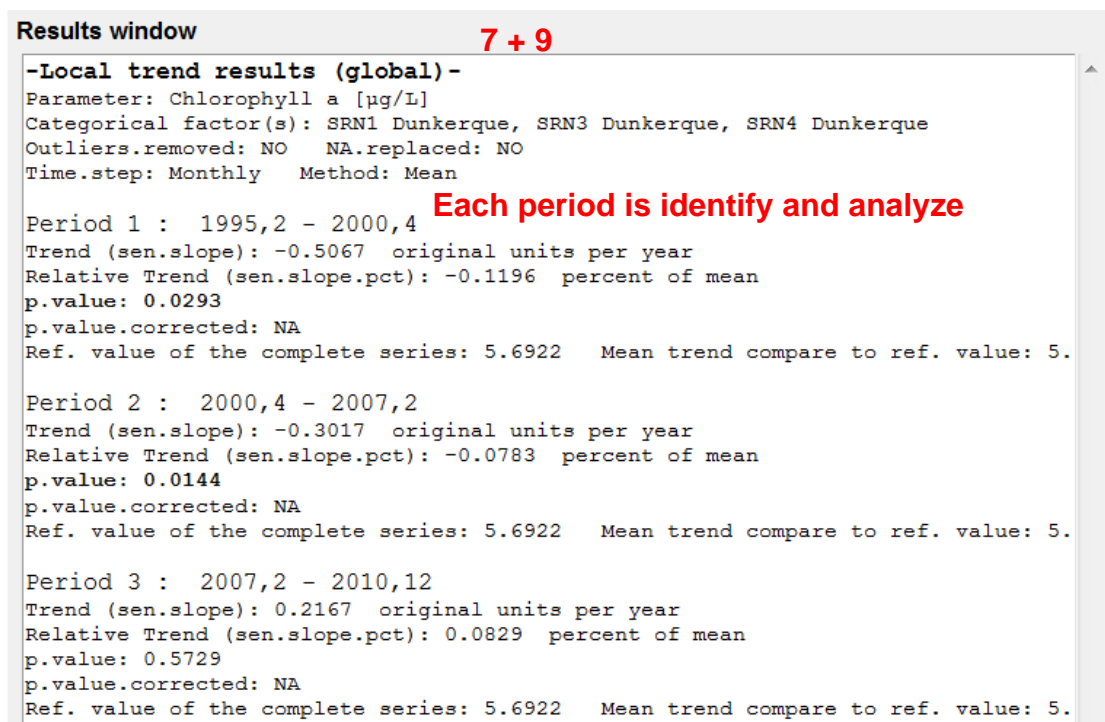 Results window
7 + 9
-Local trend results (global)-
Parameter: Chlorophyll a [µg/L]
Categorical factor(s): SRN1 Dunkerque, SRN3 Dunkerque, SRN4 Dunkerque
Outliers.removed: NO   NA.replaced: NO
Time.step: Monthly   Method: Mean
Each period is identify and analyze
Period 1 :  1995,2 - 2000,4
Trend (sen.slope): -0.5067  original units per year
Relative Trend (sen.slope.pct): -0.1196  percent of mean
p.value: 0.0293
p.value.corrected: NA
Ref. value of the complete series: 5.6922   Mean trend compare to ref. value: 5.
Period 2 :  2000,4 - 2007,2
Trend (sen.slope): -0.3017  original units per year
Relative Trend (sen.slope.pct): -0.0783  percent of mean
p.value: 0.0144
p.value.corrected: NA
Ref. value of the complete series: 5.6922   Mean trend compare to ref. value: 5.
Period 3 :  2007,2 - 2010,12
Trend (sen.slope): 0.2167  original units per year
Relative Trend (sen.slope.pct): 0.0829  percent of mean
p.value: 0.5729
p.value.corrected: NA
Ref. value of the complete series: 5.6922   Mean trend compare to ref. value: 5.